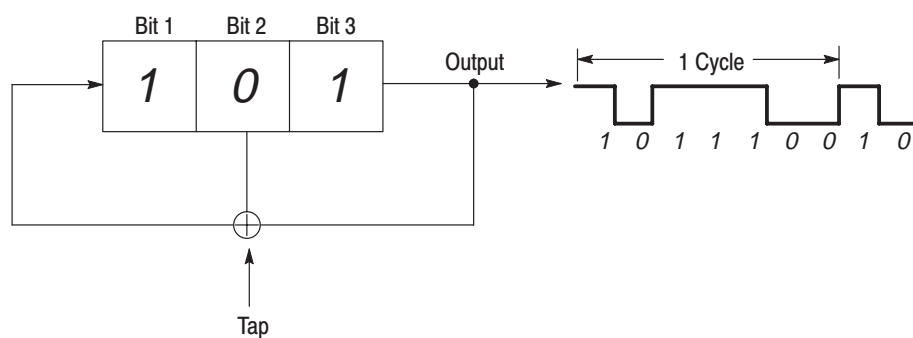 Bit 1 Bit 2 Bit 3
1 0 1
Output
1 Cycle
1 0 1 1 1 0 0 1 0
Tap